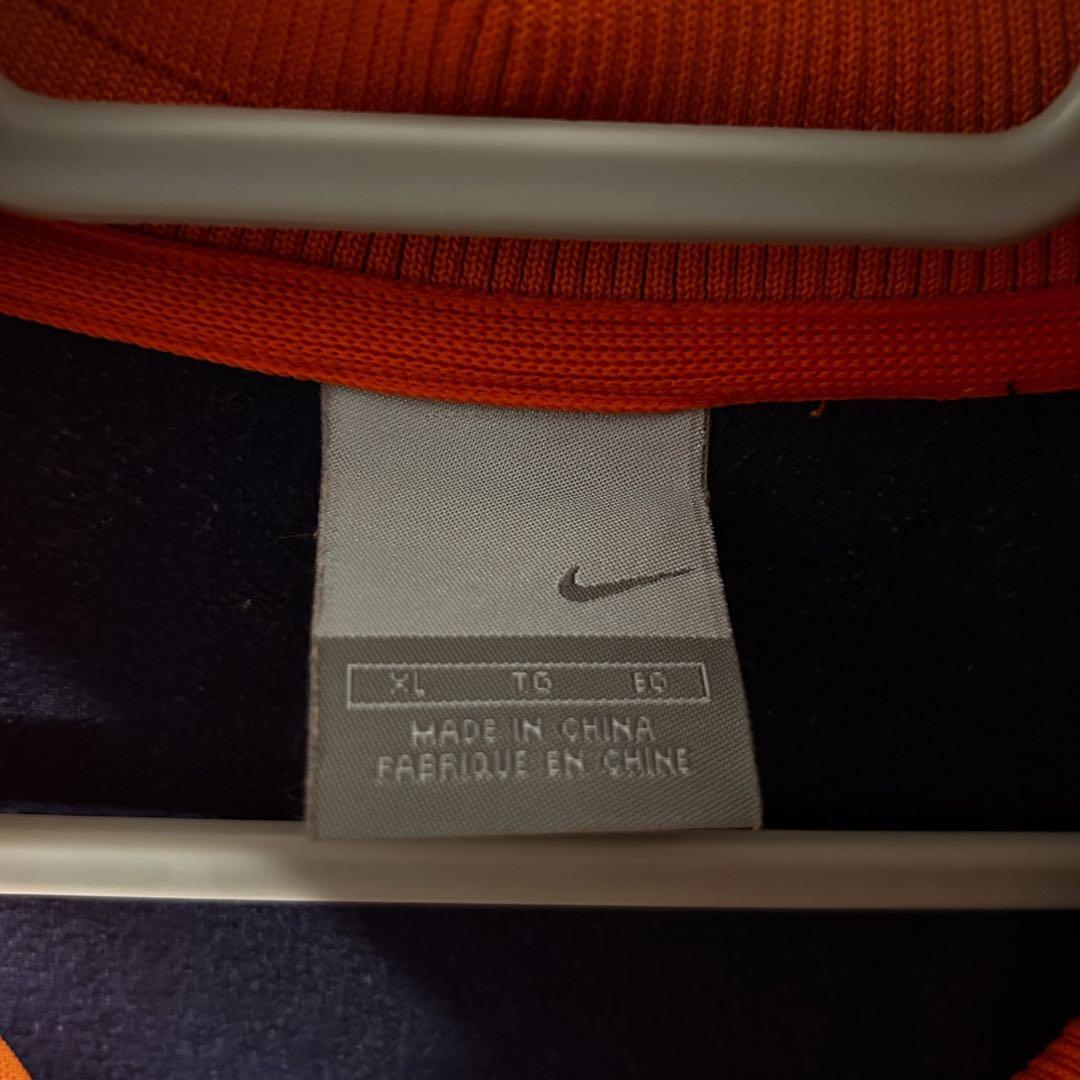 XL TG EG
MADE IN CHINA
FABRIQUE EN CHINE